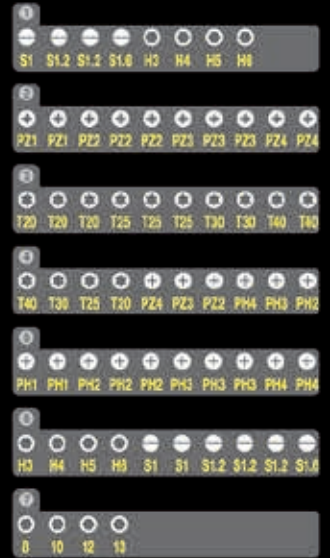 1
S1 S1.2 S1.2 S1.6 H3 H4 H5 H6
2
PZ1 PZ1 PZ2 PZ2 PZ2 PZ3 PZ3 PZ3 PZ4 PZ4
3
T20 T20 T20 T25 T25 T25 T30 T30 T40 T40
4
T40 T30 T25 T20 PZ4 PZ3 PZ2 PH4 PH3 PH2
5
PH1 PH1 PH2 PH2 PH2 PH3 PH3 PH3 PH4 PH4
6
H3 H4 H5 H6 S1 S1 S1.2 S1.2 S1.2 S1.6
7
8 10 12 13